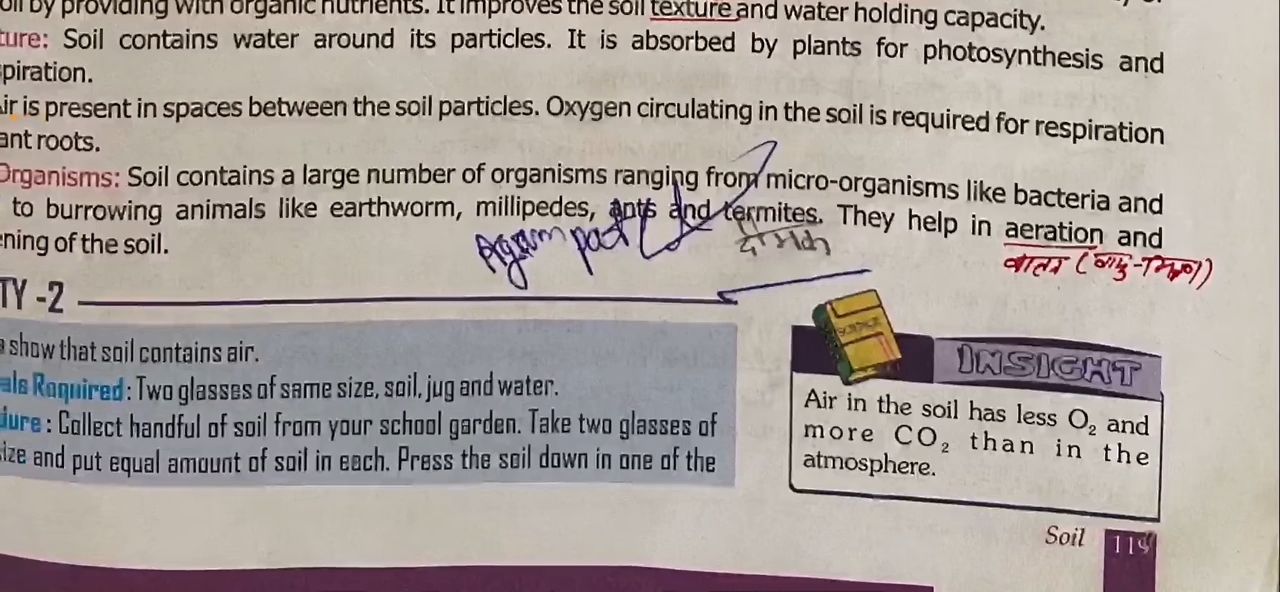 oil by providing with organic nutrients. It improves the soil texture and water holding capacity.
ture: Soil contains water around its particles. It is absorbed by plants for photosynthesis and
piration.
ir is present in spaces between the soil particles. Oxygen circulating in the soil is required for respiration
ant roots.
Organisms: Soil contains a large number of organisms ranging from micro-organisms like bacteria and
to burrowing animals like earthworm, millipedes, ants and termites. They help in aeration and
ning of the soil.
दीमक
TY -2
show that soil contains air.
als Required : Two glasses of same size, soil, jug and water.
dure : Collect handful of soil from your school garden. Take two glasses of
size and put equal amount of soil in each. Press the soil down in one of the
SCIENCE
INSIGHT
Air in the soil has less O₂ and
more CO₂ than in the
atmosphere.
Soil 119